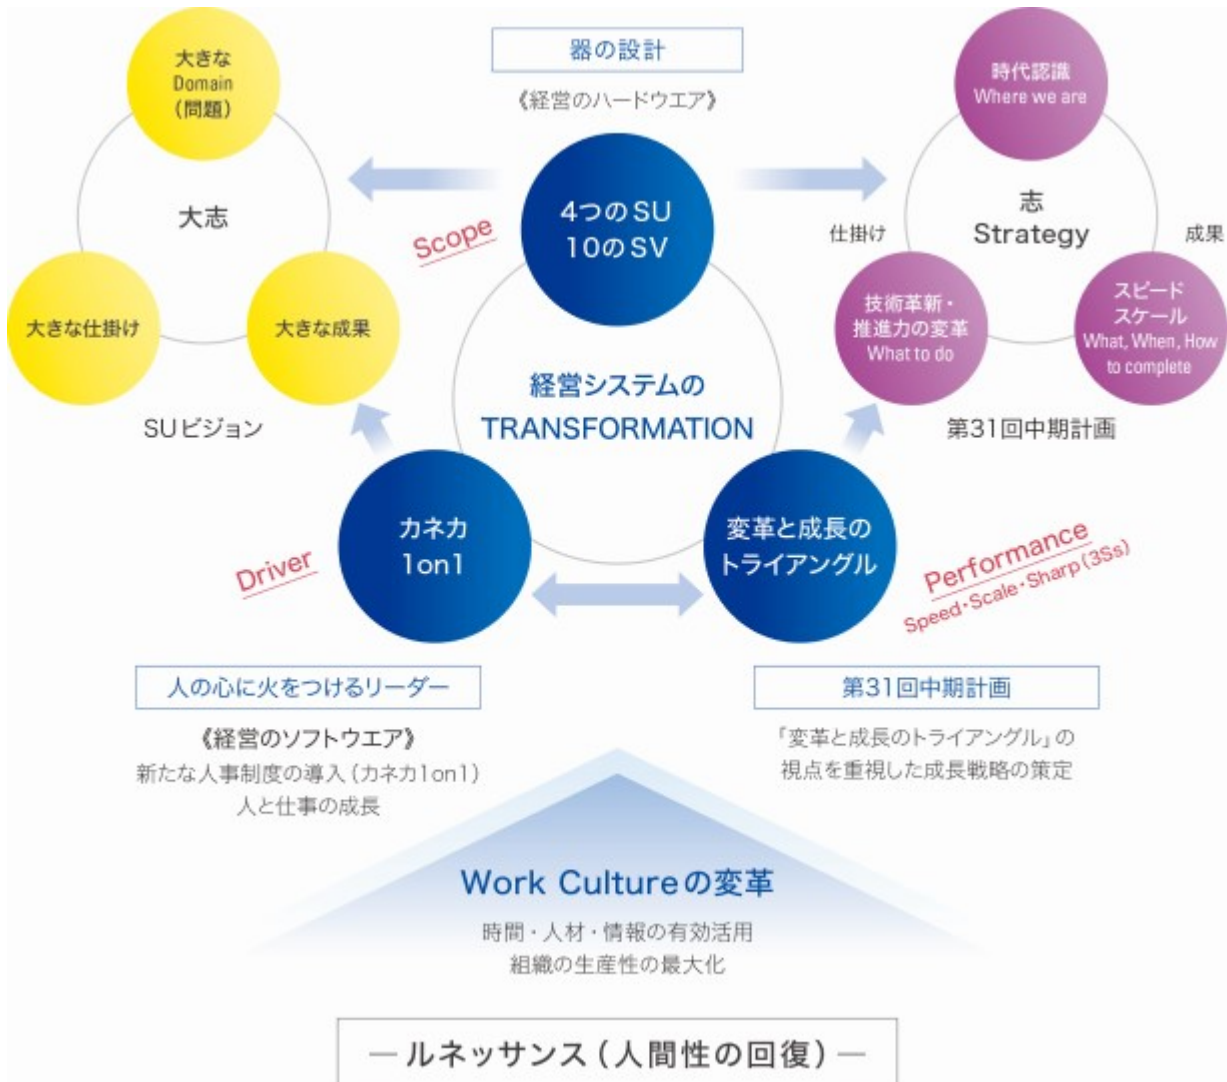 大きな
Domain
（問題）
大志
大きな仕掛け
大きな成果
SUビジョン
器の設計
《経営のハードウエア》
4つのSU
10のSV
Scope
経営システムの
TRANSFORMATION
時代認識
Where we are
志
Strategy
仕掛け
成果
技術革新・
推進力の変革
What to do
スピード
スケール
What, When, How
to complete
第31回中期計画
カネカ
1on1
Driver
変革と成長の
トライアングル
Performance
Speed・Scale・Sharp（3Ss）
人の心に火をつけるリーダー
《経営のソフトウエア》
新たな人事制度の導入（カネカ1on1）
人と仕事の成長
第31回中期計画
「変革と成長のトライアングル」の
視点を重視した成長戦略の策定
Work Cultureの変革
時間・人材・情報の有効活用
組織の生産性の最大化
― ルネッサンス（人間性の回復）―